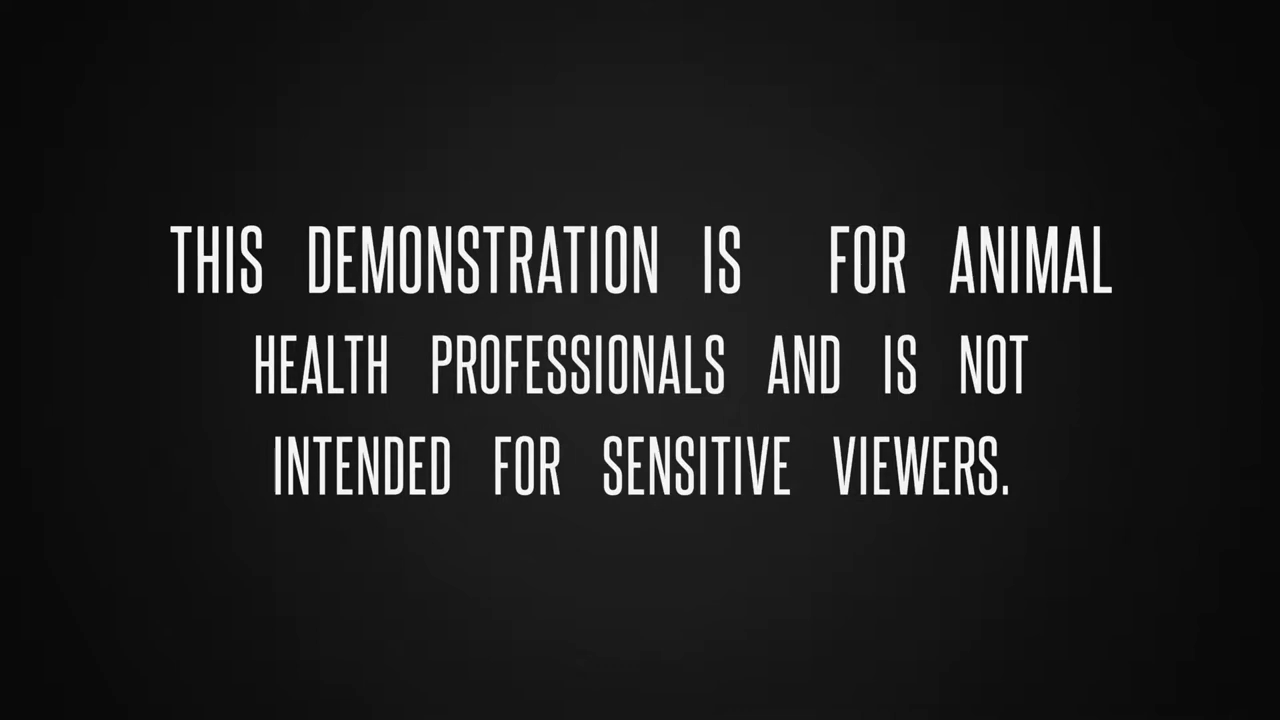 THIS DEMONSTRATION IS FOR ANIMAL
HEALTH PROFESSIONALS AND IS NOT
INTENDED FOR SENSITIVE VIEWERS.